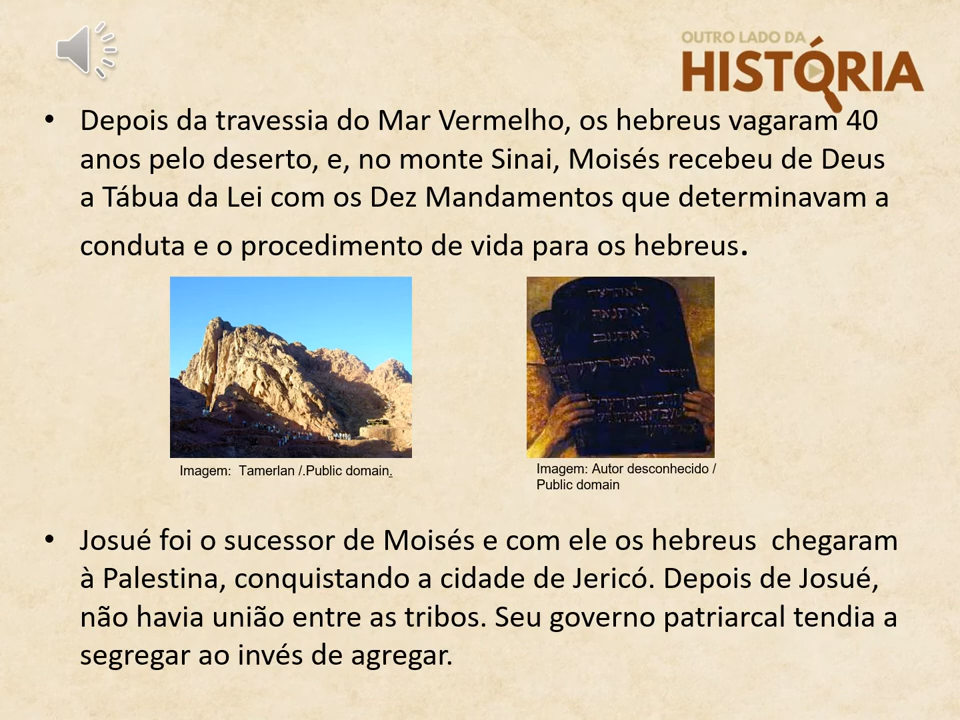 OUTRO LADO DA
HISTÓRIA
• Depois da travessia do Mar Vermelho, os hebreus vagaram 40
anos pelo deserto, e, no monte Sinai, Moisés recebeu de Deus
a Tábua da Lei com os Dez Mandamentos que determinavam a
conduta e o procedimento de vida para os hebreus.
Imagem: Tamerlan /.Public domain.
Imagem: Autor desconhecido /
Public domain
• Josué foi o sucessor de Moisés e com ele os hebreus chegaram
à Palestina, conquistando a cidade de Jericó. Depois de Josué,
não havia união entre as tribos. Seu governo patriarcal tendia a
segregar ao invés de agregar.